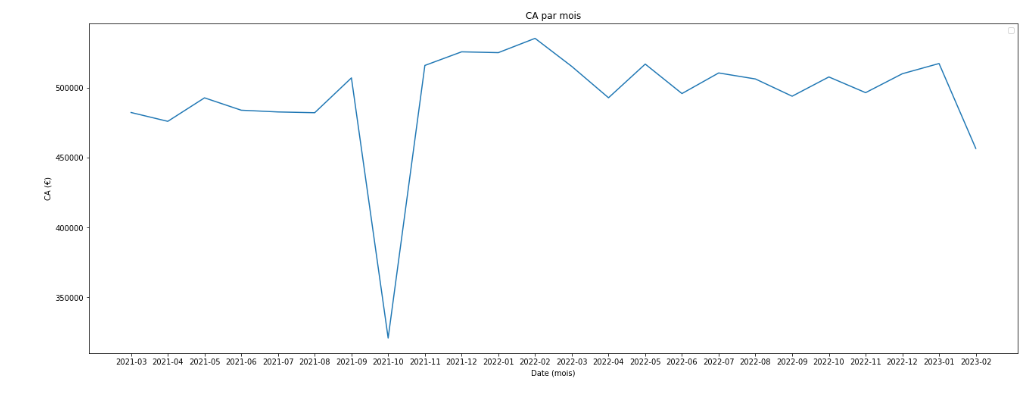 CA par mois
CA (€)
500000
450000
400000
350000
2021-03 2021-04 2021-05 2021-06 2021-07 2021-08 2021-09 2021-10 2021-11 2021-12 2022-01 2022-02 2022-03 2022-04 2022-05 2022-06 2022-07 2022-08 2022-09 2022-10 2022-11 2022-12 2023-01 2023-02
Date (mois)